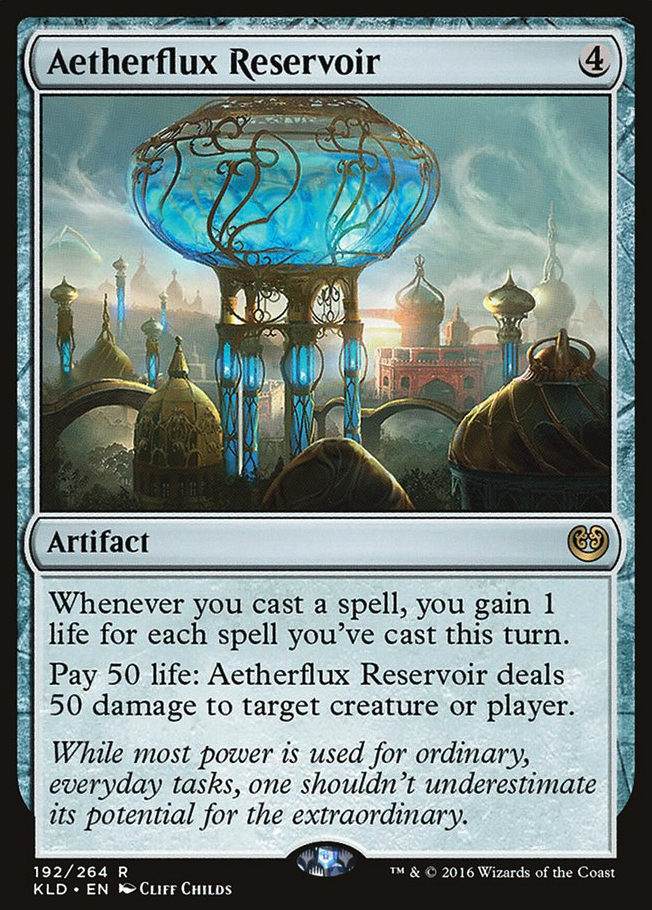 Aetherflux Reservoir 4
Artifact
Whenever you cast a spell, you gain 1
life for each spell you've cast this turn.
Pay 50 life: Aetherflux Reservoir deals
50 damage to target creature or player.
While most power is used for ordinary,
everyday tasks, one shouldn't underestimate
its potential for the extraordinary.
192/264 R
KLD • EN Cliff Childs
™ & © 2016 Wizards of the Coast